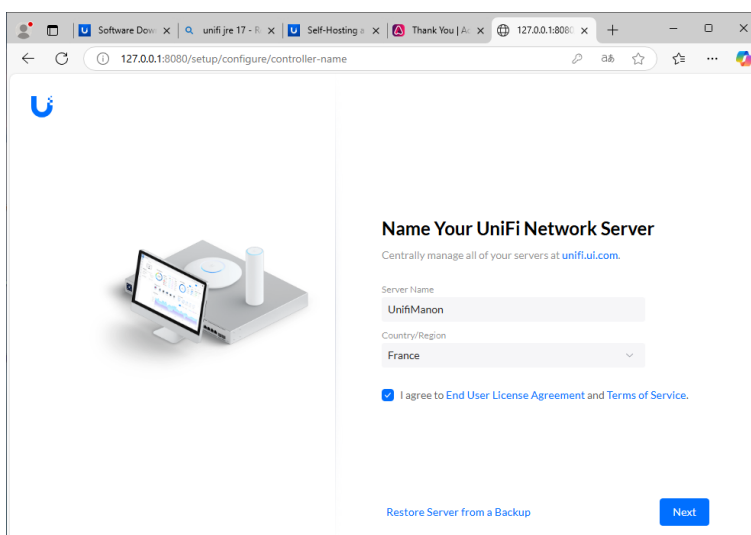 Software Dow
unifi jre 17 - R
Self-Hosting a
Thank You | Ac
127.0.0.1:8080
127.0.0.1:8080/setup/configure/controller-name
Name Your UniFi Network Server
Centrally manage all of your servers at unifi.ui.com.
Server Name
UnifiManon
Country/Region
France
I agree to End User License Agreement and Terms of Service.
Restore Server from a Backup
Next